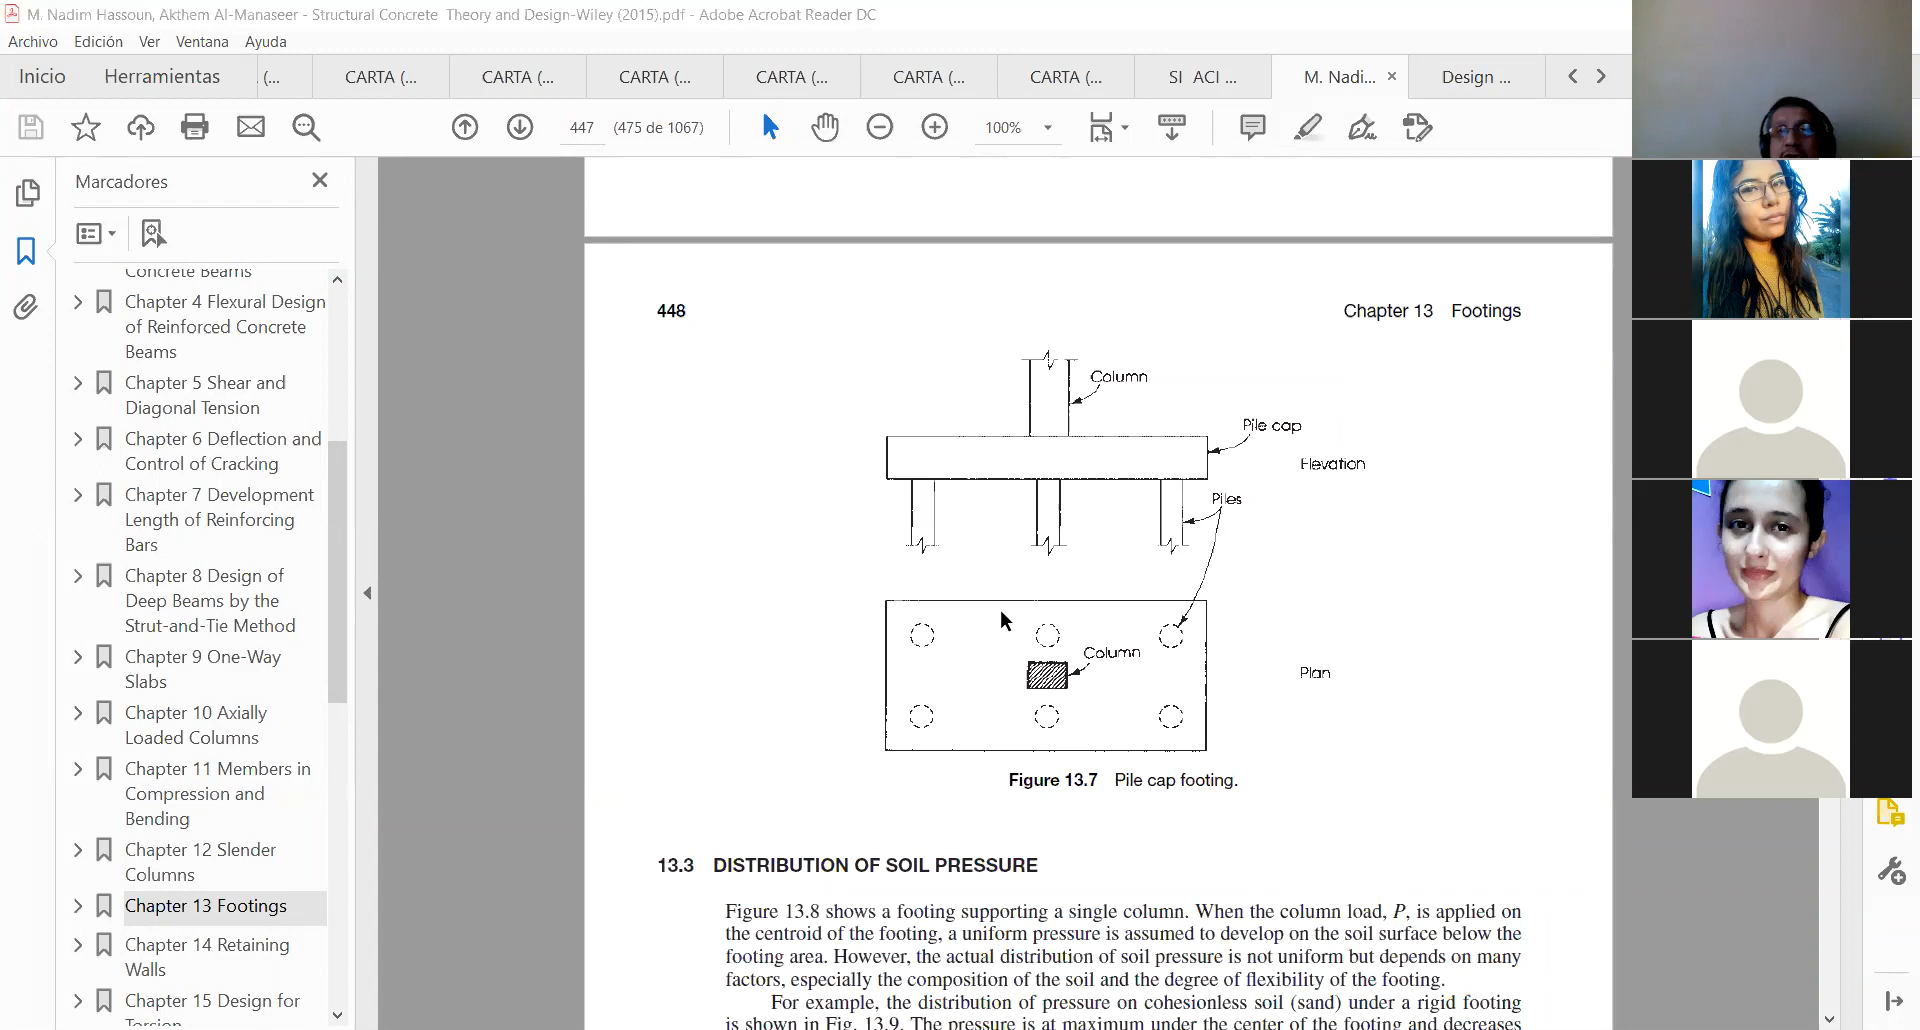 M. Nadim Hassoun, Akthem Al-Manaseer - Structural Concrete Theory and Design-Wiley (2015).pdf - Adobe Acrobat Reader DC
Archivo Edición Ver Ventana Ayuda
Inicio Herramientas (... CARTA (... CARTA (... CARTA (... CARTA (... CARTA (... CARTA (... SI ACI ... M. Nadi... × Design ...
447 (475 de 1067) 100%
Marcadores
Concrete Beams
Chapter 4 Flexural Design
of Reinforced Concrete
Beams
Chapter 5 Shear and
Diagonal Tension
Chapter 6 Deflection and
Control of Cracking
Chapter 7 Development
Length of Reinforcing
Bars
Chapter 8 Design of
Deep Beams by the
Strut-and-Tie Method
Chapter 9 One-Way
Slabs
Chapter 10 Axially
Loaded Columns
Chapter 11 Members in
Compression and
Bending
Chapter 12 Slender
Columns
Chapter 13 Footings
Chapter 14 Retaining
Walls
Chapter 15 Design for
Torsion
448 Chapter 13 Footings
Column
Pile cap
Elevation
Piles
Column
Plan
Figure 13.7 Pile cap footing.
13.3 DISTRIBUTION OF SOIL PRESSURE
Figure 13.8 shows a footing supporting a single column. When the column load, P, is applied on
the centroid of the footing, a uniform pressure is assumed to develop on the soil surface below the
footing area. However, the actual distribution of soil pressure is not uniform but depends on many
factors, especially the composition of the soil and the degree of flexibility of the footing.
For example, the distribution of pressure on cohesionless soil (sand) under a rigid footing
is shown in Fig. 13.9. The pressure is at maximum under the center of the footing and decreases